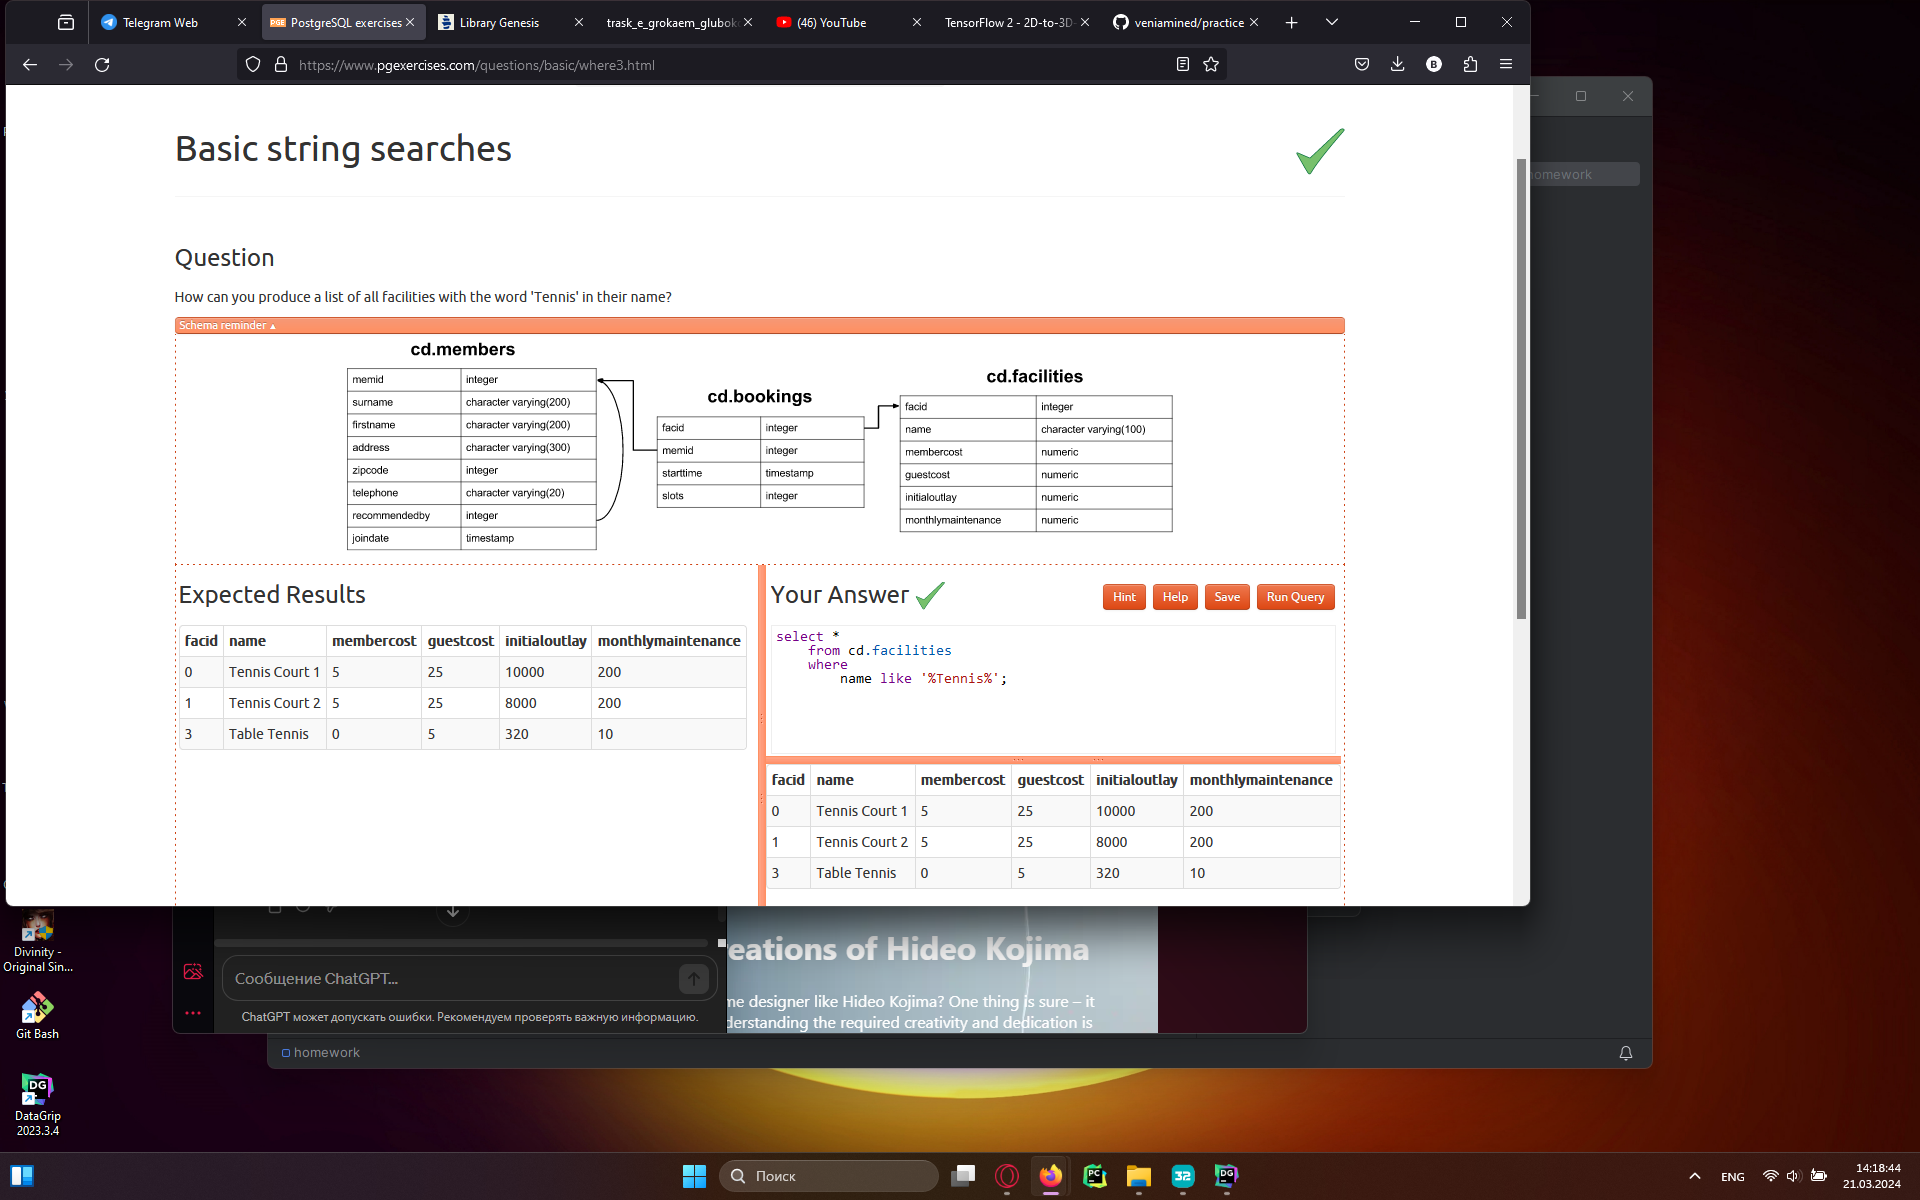 Telegram Web
PostgreSQL exercises
Library Genesis
trask_e_grokaem_gluboko
(46) YouTube
TensorFlow 2 - 2D-to-3D-
veniamined/practice
https://www.pgexercises.com/questions/basic/where3.html
B
Basic string searches
Question
How can you produce a list of all facilities with the word 'Tennis' in their name?
Schema reminder ▴
cd.members
memid integer
surname character varying(200)
firstname character varying(200)
address character varying(300)
zipcode integer
telephone character varying(20)
recommendedby integer
joindate timestamp
cd.bookings
facid integer
memid integer
starttime timestamp
slots integer
cd.facilities
facid integer
name character varying(100)
membercost numeric
guestcost numeric
initialoutlay numeric
monthlymaintenance numeric
Expected Results
facid name membercost guestcost initialoutlay monthlymaintenance
0 Tennis Court 1 5 25 10000 200
1 Tennis Court 2 5 25 8000 200
3 Table Tennis 0 5 320 10
Your Answer
Hint Help Save Run Query
select *
from cd.facilities
where
name like '%Tennis%';
facid name membercost guestcost initialoutlay monthlymaintenance
0 Tennis Court 1 5 25 10000 200
1 Tennis Court 2 5 25 8000 200
3 Table Tennis 0 5 320 10
homework
Divinity -
Original Sin...
Git Bash
DG
DataGrip
2023.3.4
Сообщение ChatGPT...
ChatGPT может допускать ошибки. Рекомендуем проверять важную информацию.
eations of Hideo Kojima
me designer like Hideo Kojima? One thing is sure – it
derstanding the required creativity and dedication is
homework
Поиск
PC
32
DG
ENG
14:18:44
21.03.2024